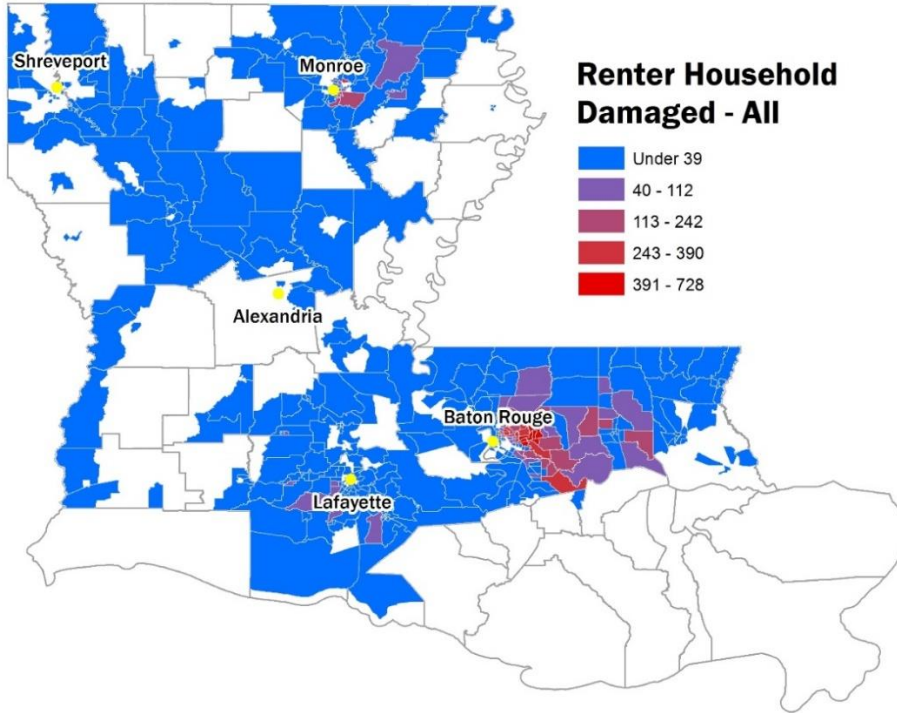 Shreveport
Monroe
Renter Household
Damaged - All
Under 39
40 - 112
113 - 242
243 - 390
391 - 728
Alexandria
Baton Rouge
Lafayette